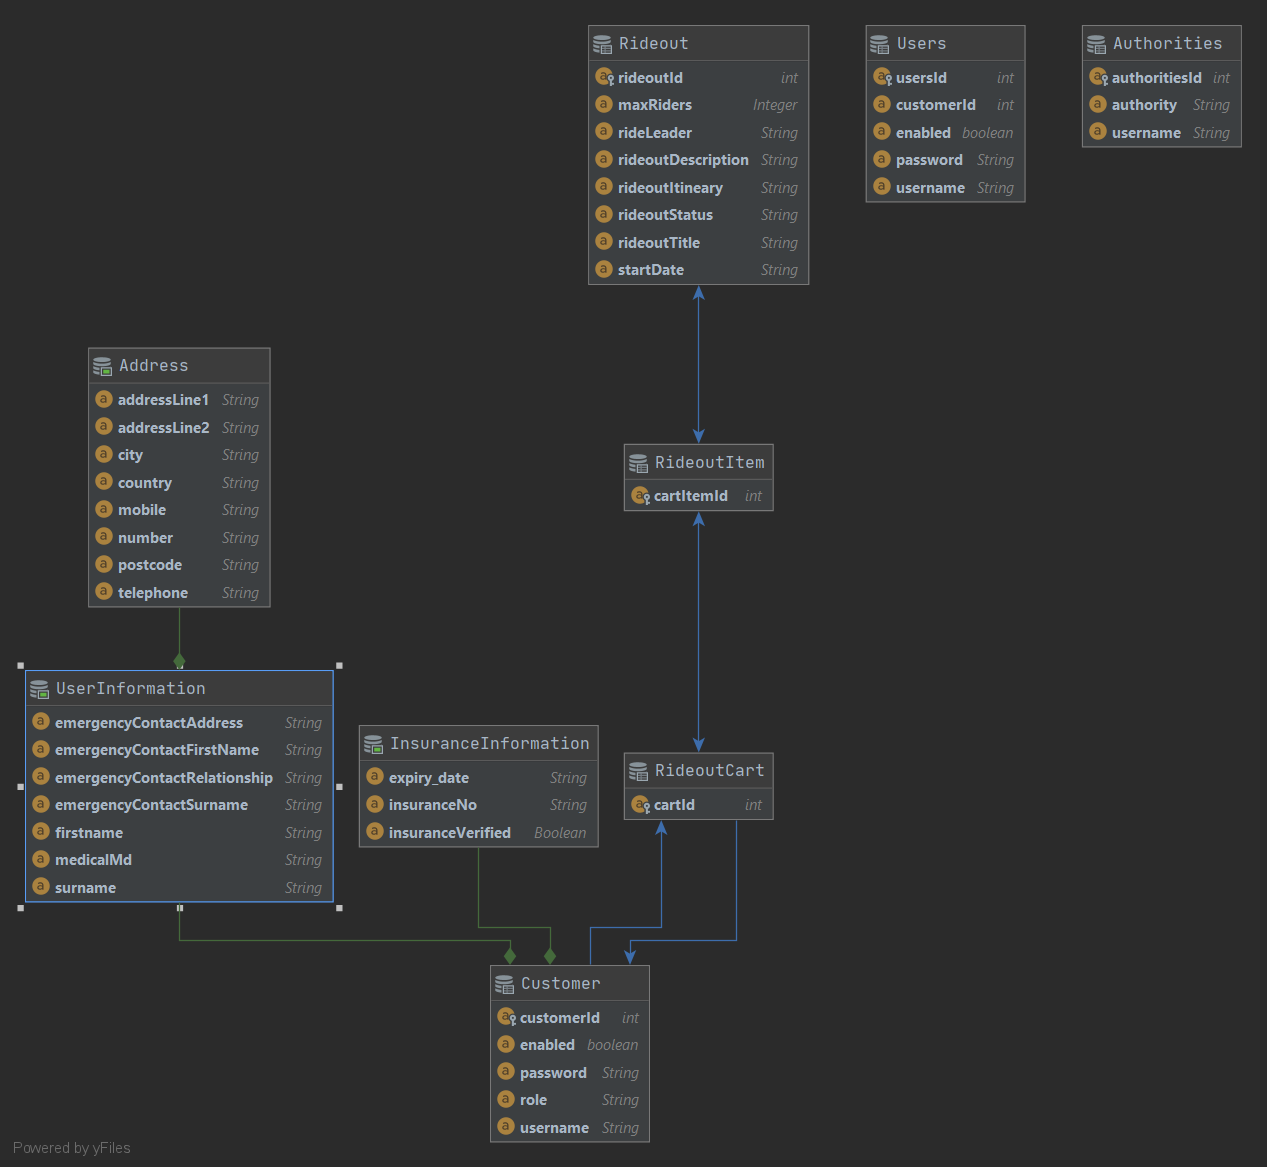 Rideout
rideoutId int
maxRiders Integer
rideLeader String
rideoutDescription String
rideoutItineary String
rideoutStatus String
rideoutTitle String
startDate String
Users
usersId int
customerId int
enabled boolean
password String
username String
Authorities
authoritiesId int
authority String
username String
Address
addressLine1 String
addressLine2 String
city String
country String
mobile String
number String
postcode String
telephone String
RideoutItem
cartItemId int
UserInformation
emergencyContactAddress String
emergencyContactFirstName String
emergencyContactRelationship String
emergencyContactSurname String
firstname String
medicalMd String
surname String
InsuranceInformation
expiry_date String
insuranceNo String
insuranceVerified Boolean
RideoutCart
cartId int
Customer
customerId int
enabled boolean
password String
role String
username String
Powered by yFiles